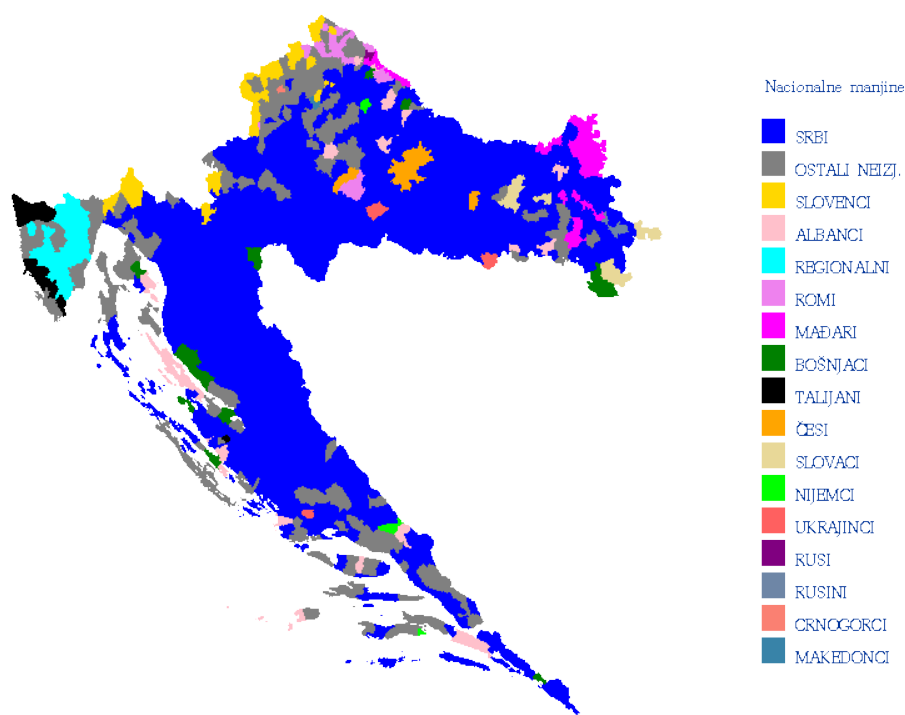 Nacionalne manjine
SRBI
OSTALI NEIZJ.
SLOVENCI
ALBANCI
REGIONALNI
ROMI
MAĐARI
BOŠNJACI
TALIJANI
ČESI
SLOVACI
NIJEMCI
UKRAJINCI
RUSI
RUSINI
CRNOGORCI
MAKEDONCI